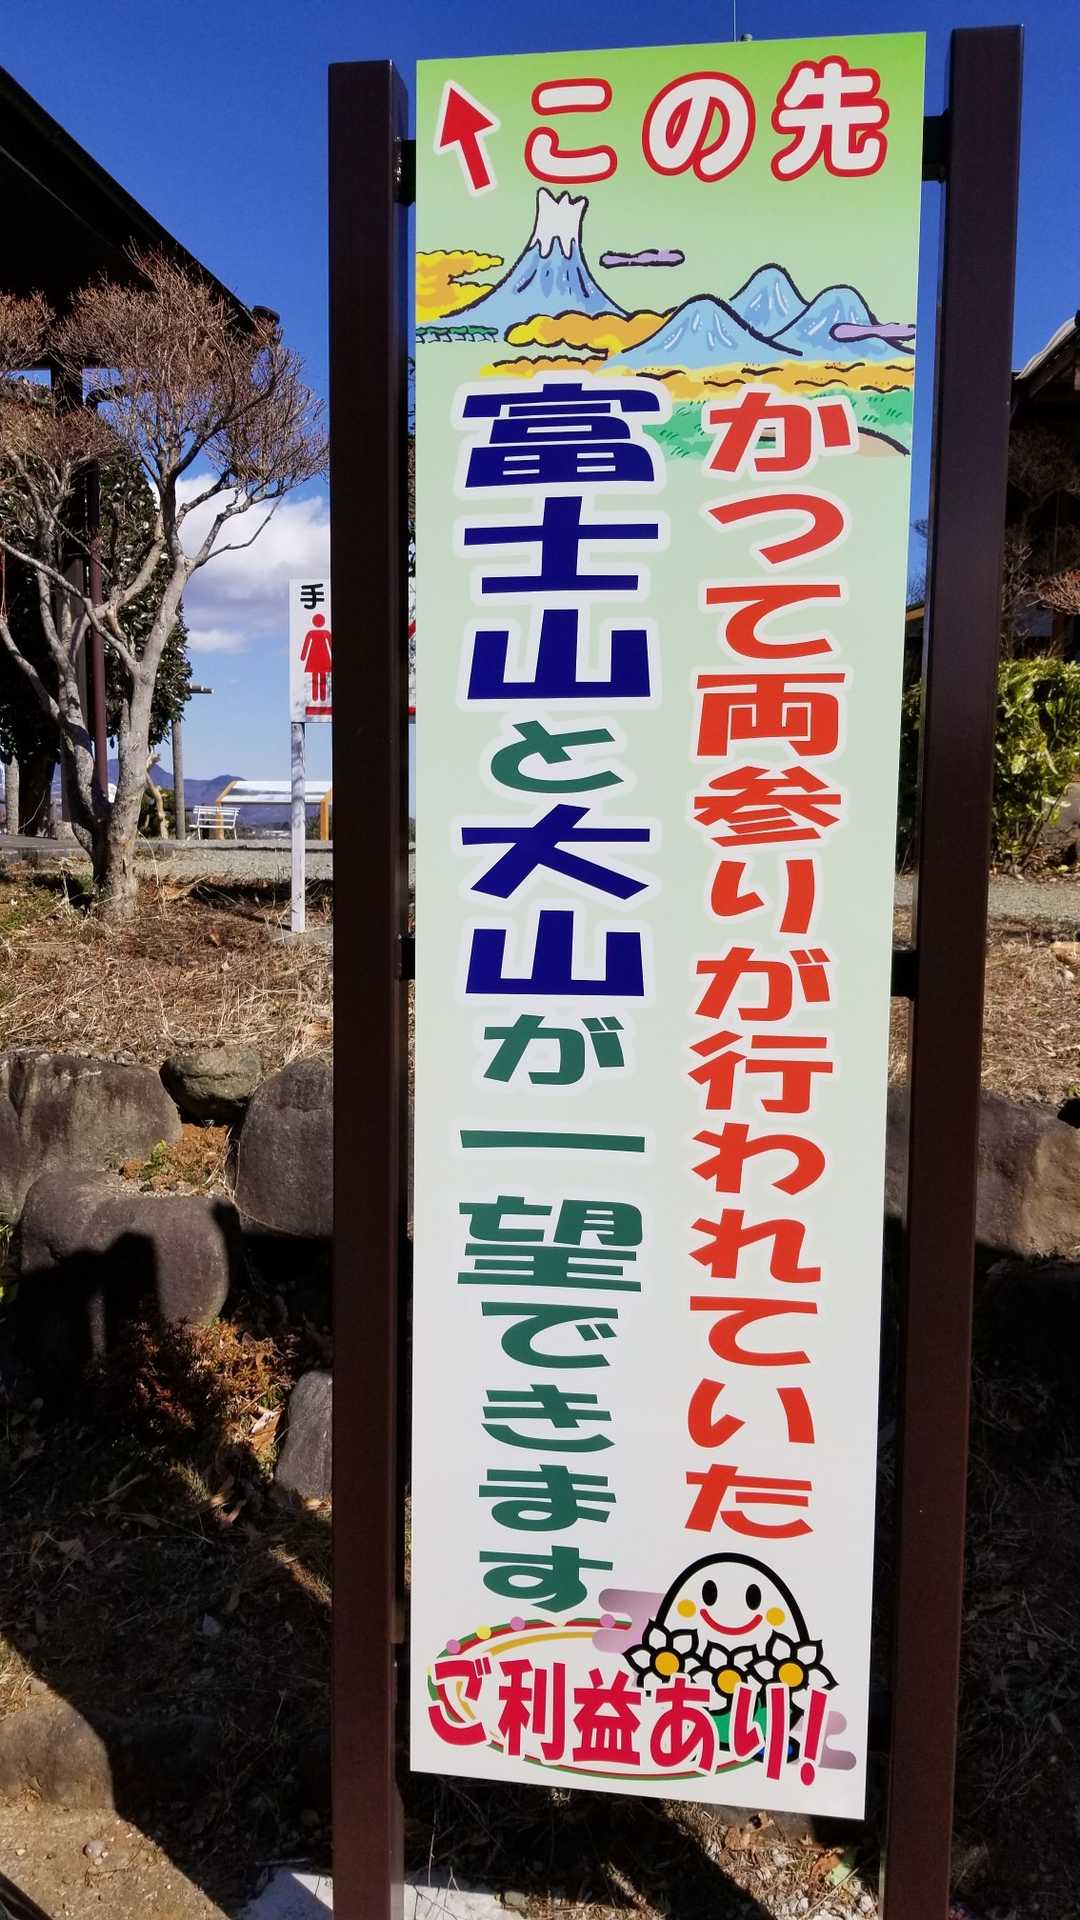 この先
かつて両参りが行われていた
富士山と大山が一望できます
ご利益あり!
手